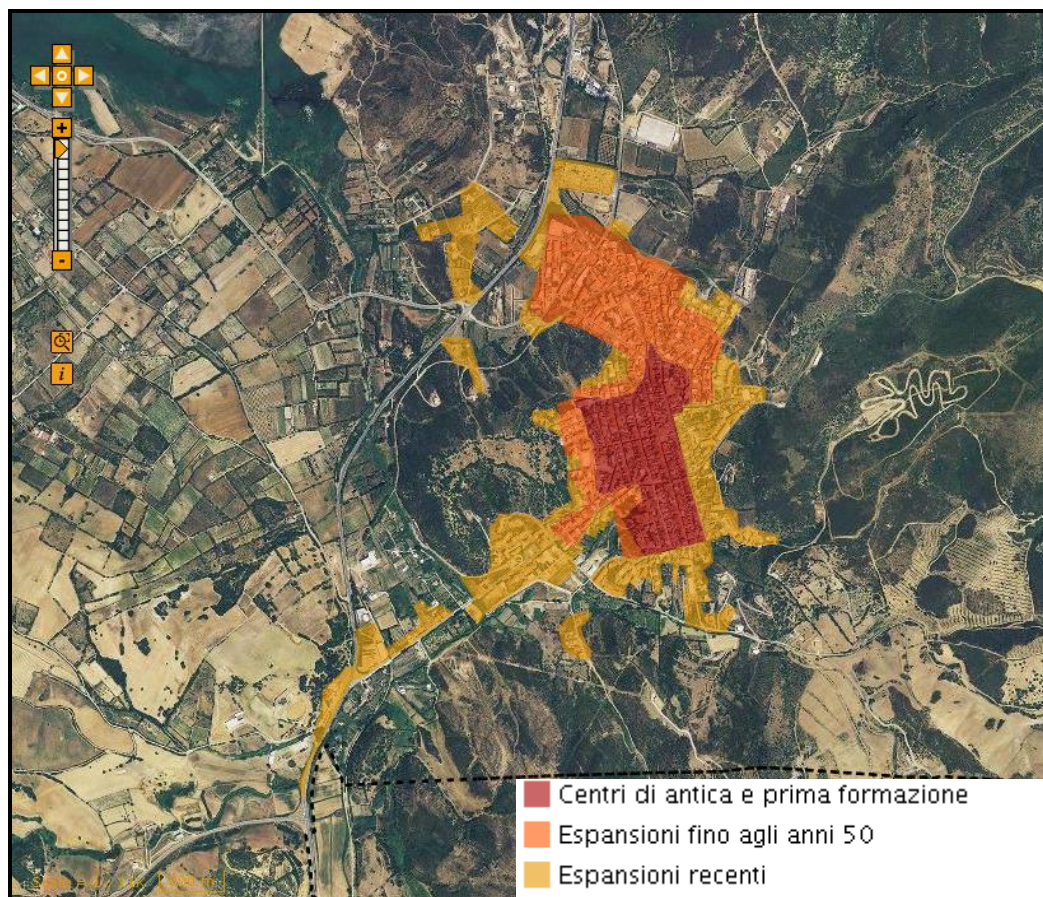 +
-
i
Centri di antica e prima formazione
Espansioni fino agli anni 50
Espansioni recenti